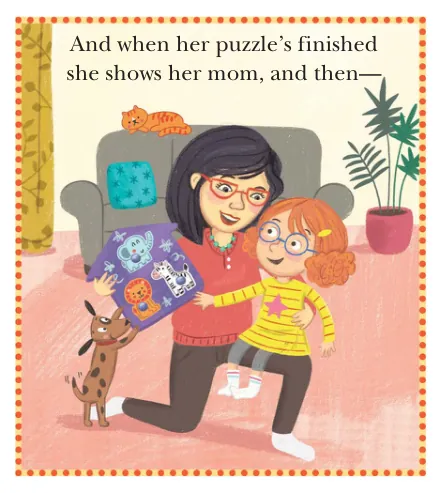 And when her puzzle’s finished
she shows her mom, and then—